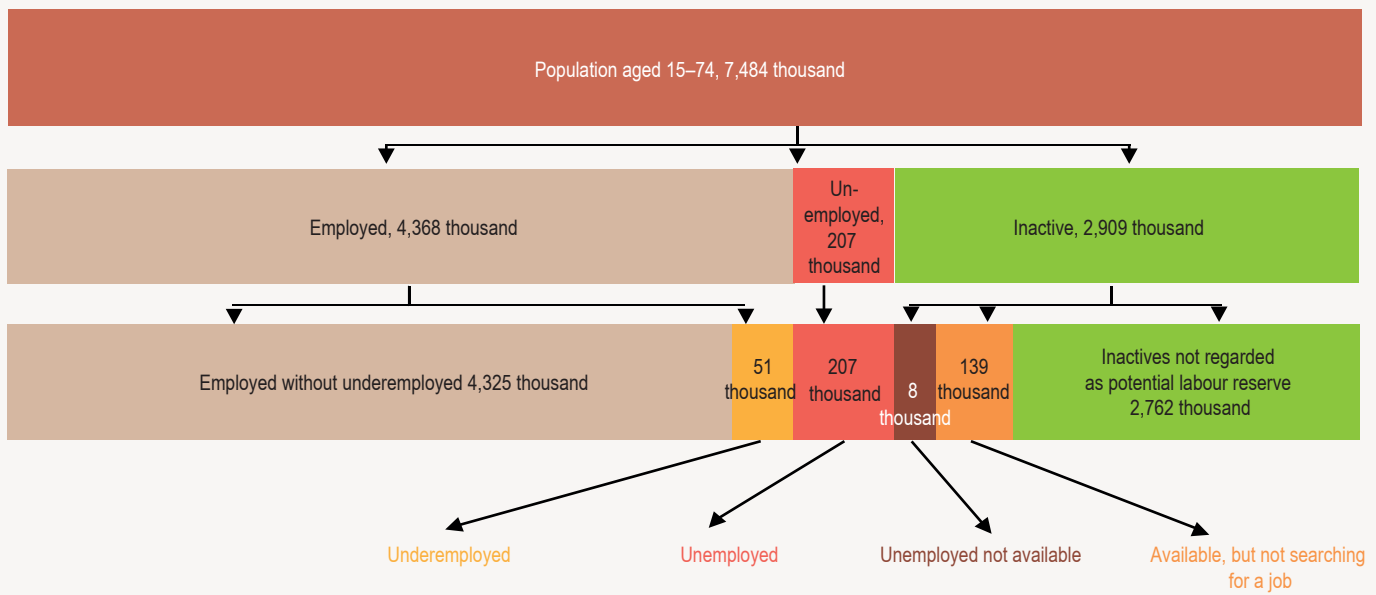 Population aged 15–74, 7,484 thousand
Employed, 4,368 thousand
Un-
employed,
207
thousand
Inactive, 2,909 thousand
Employed without underemployed 4,325 thousand
51
thousand
207
thousand
8
thousand
139
thousand
Inactives not regarded
as potential labour reserve
2,762 thousand
Underemployed
Unemployed
Unemployed not available
Available, but not searching
for a job